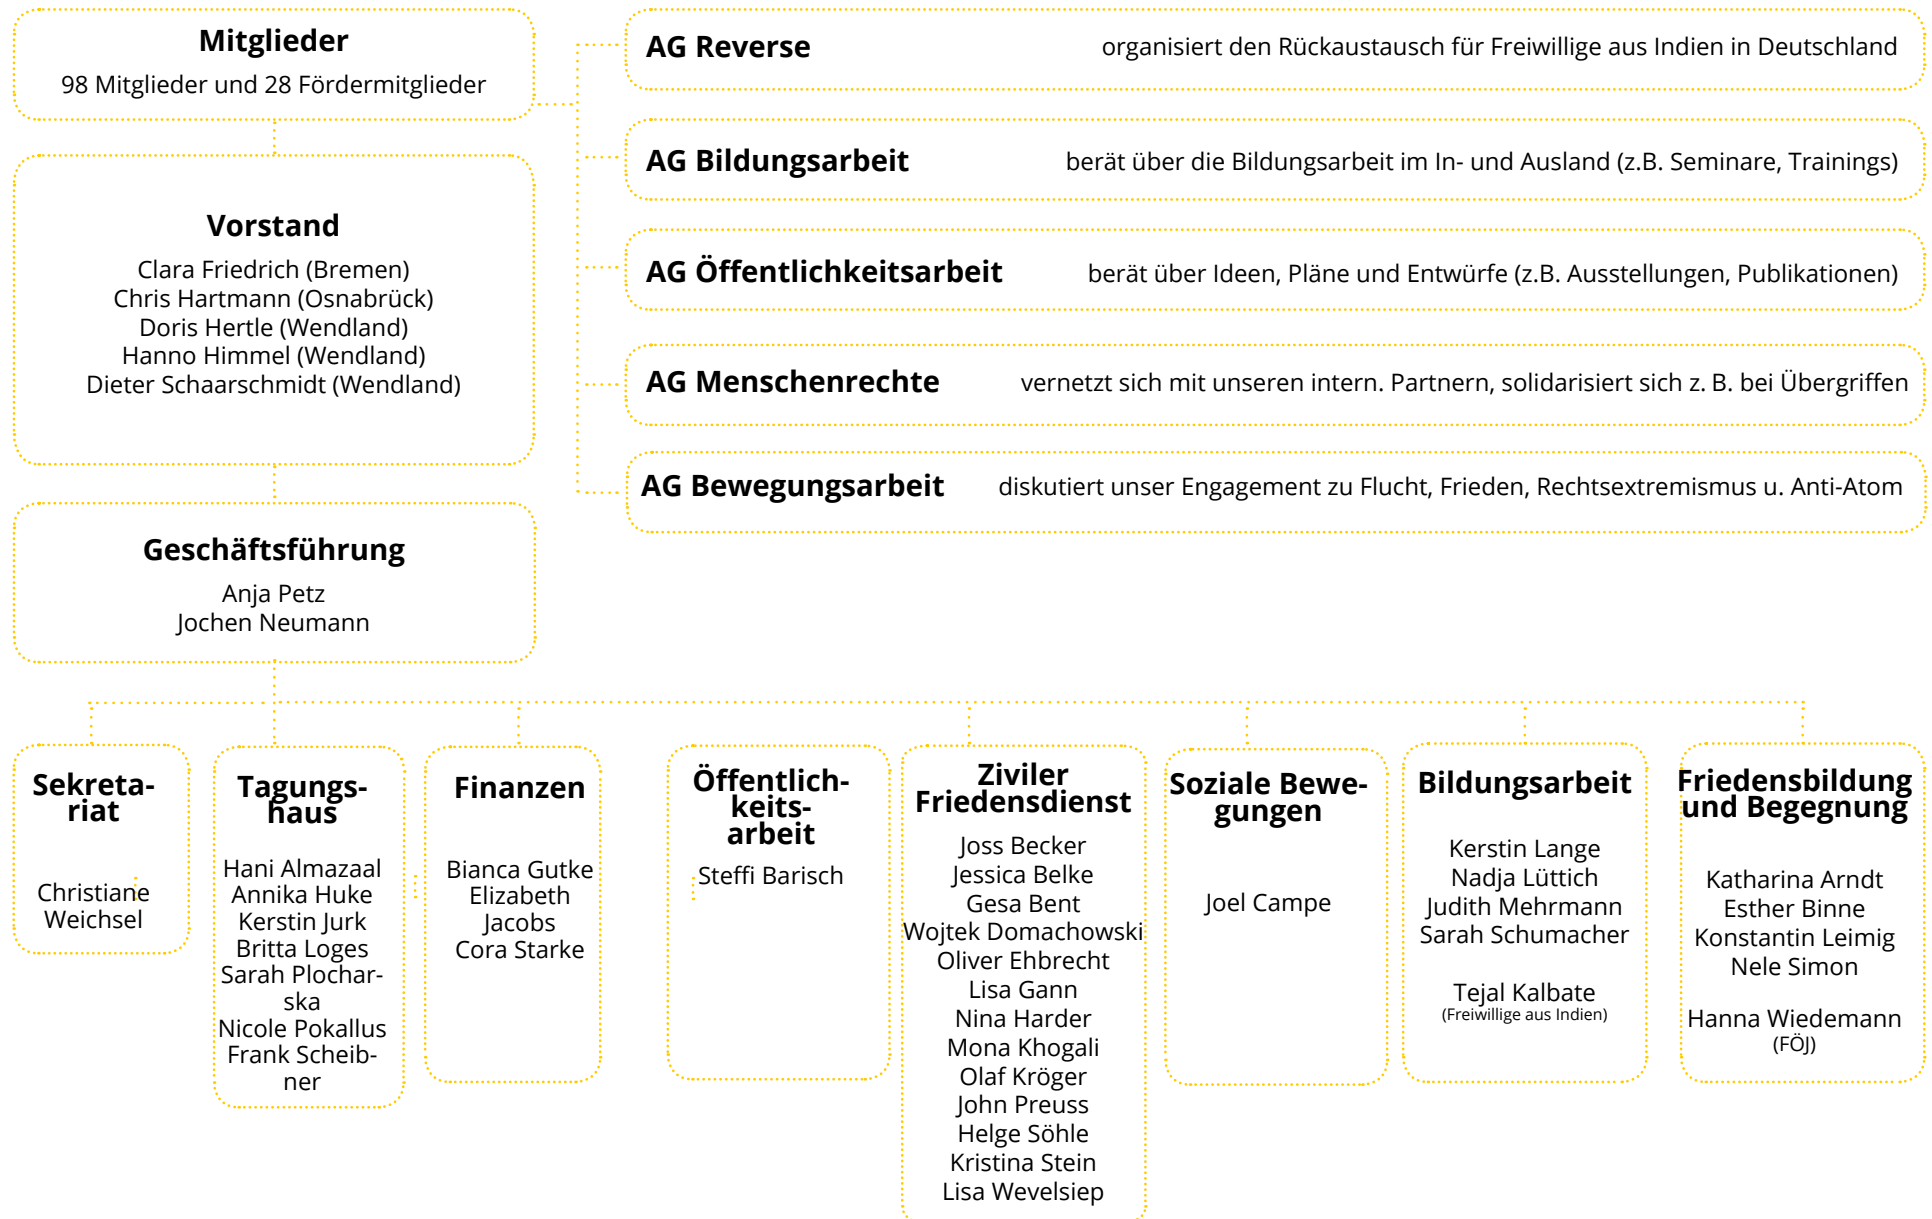 Mitglieder
98 Mitglieder und 28 Fördermitglieder
AG Reverse
organisiert den Rückaustausch für Freiwillige aus Indien in Deutschland
AG Bildungsarbeit
berät über die Bildungsarbeit im In- und Ausland (z.B. Seminare, Trainings)
AG Öffentlichkeitsarbeit
berät über Ideen, Pläne und Entwürfe (z.B. Ausstellungen, Publikationen)
AG Menschenrechte
vernetzt sich mit unseren intern. Partnern, solidarisiert sich z. B. bei Übergriffen
AG Bewegungsarbeit
diskutiert unser Engagement zu Flucht, Frieden, Rechtsextremismus u. Anti-Atom
Vorstand
Clara Friedrich (Bremen)
Chris Hartmann (Osnabrück)
Doris Hertle (Wendland)
Hanno Himmel (Wendland)
Dieter Schaarschmidt (Wendland)
Geschäftsführung
Anja Petz
Jochen Neumann
Sekreta-
riat
Christiane
Weichsel
Tagungs-
haus
Hani Almazaal
Annika Huke
Kerstin Jurk
Britta Loges
Sarah Plochar-
ska
Nicole Pokallus
Frank Scheib-
ner
Finanzen
Bianca Gutke
Elizabeth
Jacobs
Cora Starke
Öffentlich-
keits-
arbeit
Steffi Barisch
Ziviler
Friedensdienst
Joss Becker
Jessica Belke
Gesa Bent
Wojtek Domachowski
Oliver Ehbrecht
Lisa Gann
Nina Harder
Mona Khogali
Olaf Kröger
John Preuss
Helge Söhle
Kristina Stein
Lisa Wevelsiep
Soziale Bewe-
gungen
Joel Campe
Bildungsarbeit
Kerstin Lange
Nadja Lüttich
Judith Mehrmann
Sarah Schumacher
Tejal Kalbate
(Freiwillige aus Indien)
Friedensbildung
und Begegnung
Katharina Arndt
Esther Binne
Konstantin Leimig
Nele Simon
Hanna Wiedemann
(FÖJ)